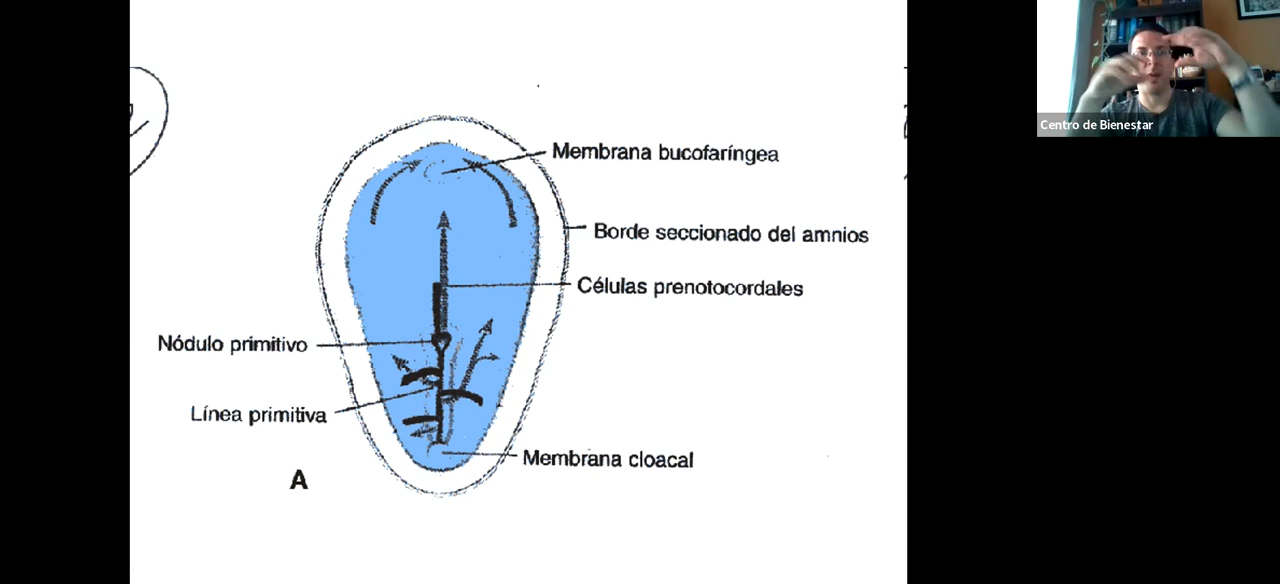 Centro de Bienestar
Membrana bucofaríngea
Borde seccionado del amnios
Células prenotocordales
Nódulo primitivo
Línea primitiva
Membrana cloacal
A